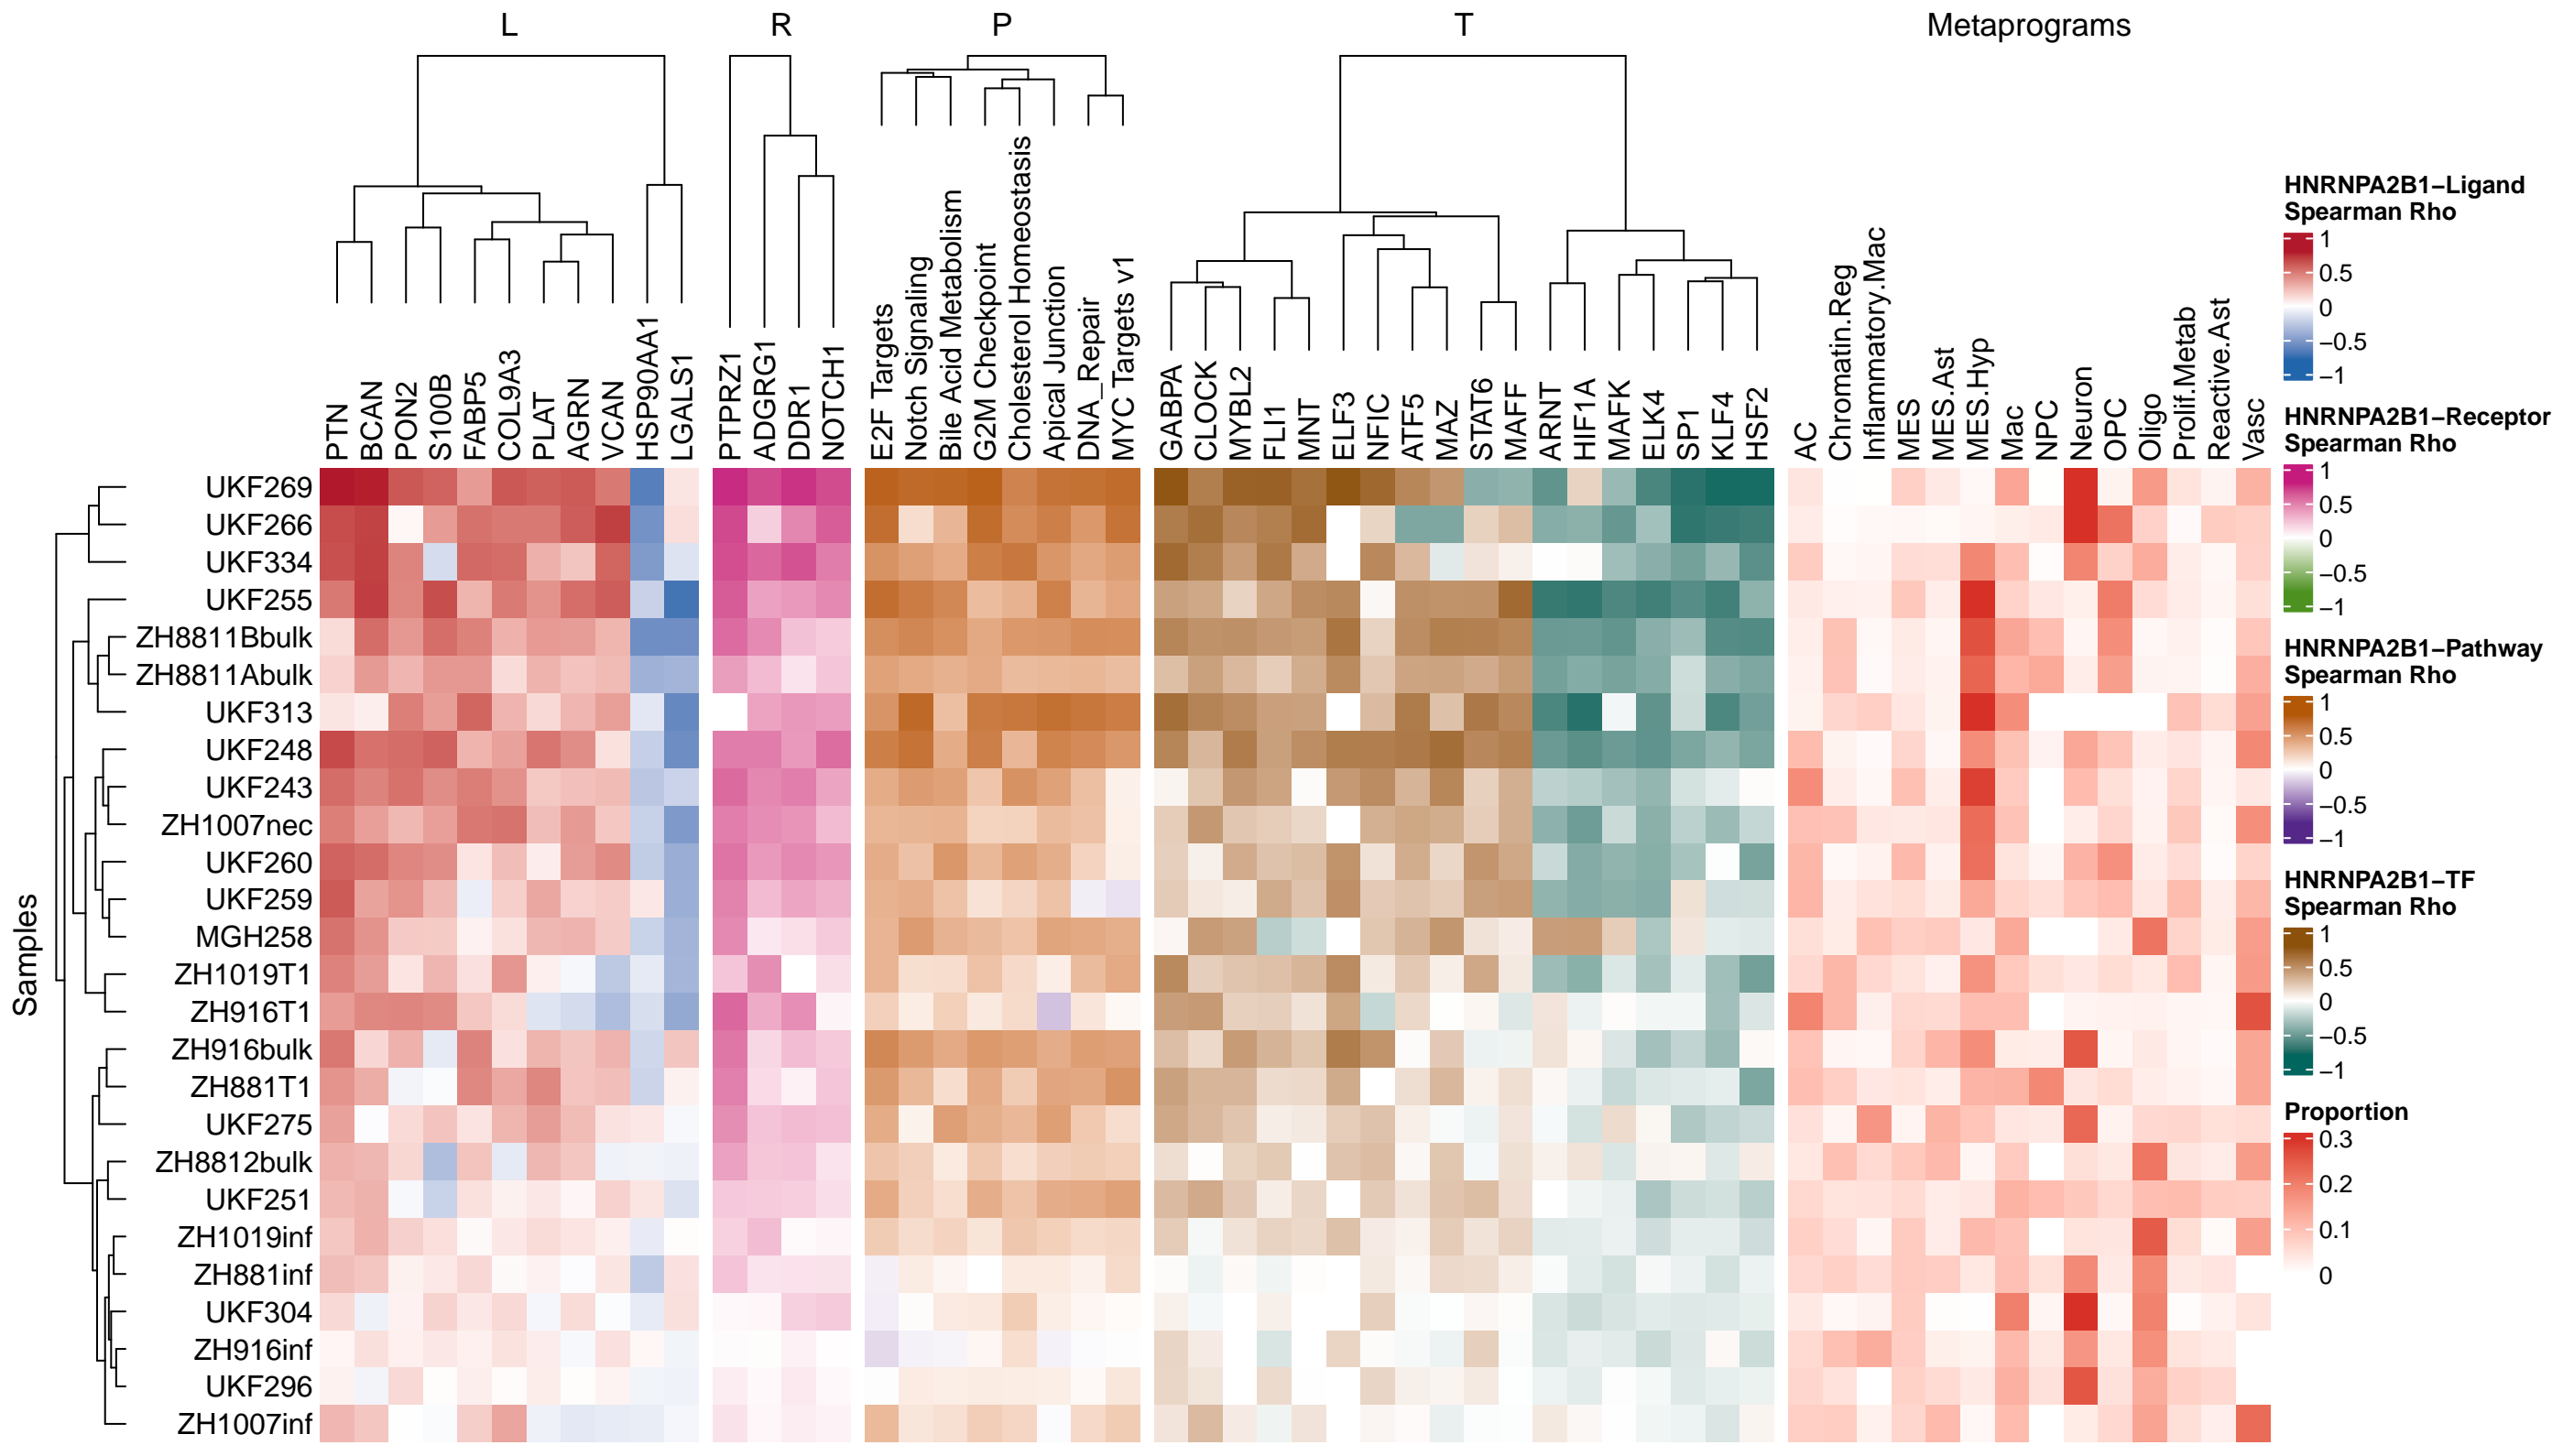 L
R
P
T
Metaprograms
PTN
BCAN
PON2
S100B
FABP5
COL9A3
PLAT
AGRN
VCAN
HSP90AA1
LGALS1
PTPRZ1
ADGRG1
DDR1
NOTCH1
E2F Targets
Notch Signaling
Bile Acid Metabolism
G2M Checkpoint
Cholesterol Homeostasis
Apical Junction
DNA_Repair
MYC Targets v1
GABPA
CLOCK
MYBL2
FLI1
MNT
ELF3
NFIC
ATF5
MAZ
STAT6
MAFF
ARNT
HIF1A
MAFK
ELK4
SP1
KLF4
HSF2
AC
Chromatin.Reg
Inflammatory.Mac
MES
MES.Ast
MES.Hyp
Mac
NPC
Neuron
OPC
Oligo
Prolif.Metab
Reactive.Ast
Vasc
Samples
UKF269
UKF266
UKF334
UKF255
ZH8811Bbulk
ZH8811Abulk
UKF313
UKF248
UKF243
ZH1007nec
UKF260
UKF259
MGH258
ZH1019T1
ZH916T1
ZH916bulk
ZH881T1
UKF275
ZH8812bulk
UKF251
ZH1019inf
ZH881inf
UKF304
ZH916inf
UKF296
ZH1007inf
HNRNPA2B1−Ligand
Spearman Rho
1
0.5
0
−0.5
−1
HNRNPA2B1−Receptor
Spearman Rho
1
0.5
0
−0.5
−1
HNRNPA2B1−Pathway
Spearman Rho
1
0.5
0
−0.5
−1
HNRNPA2B1−TF
Spearman Rho
1
0.5
0
−0.5
−1
Proportion
0.3
0.2
0.1
0